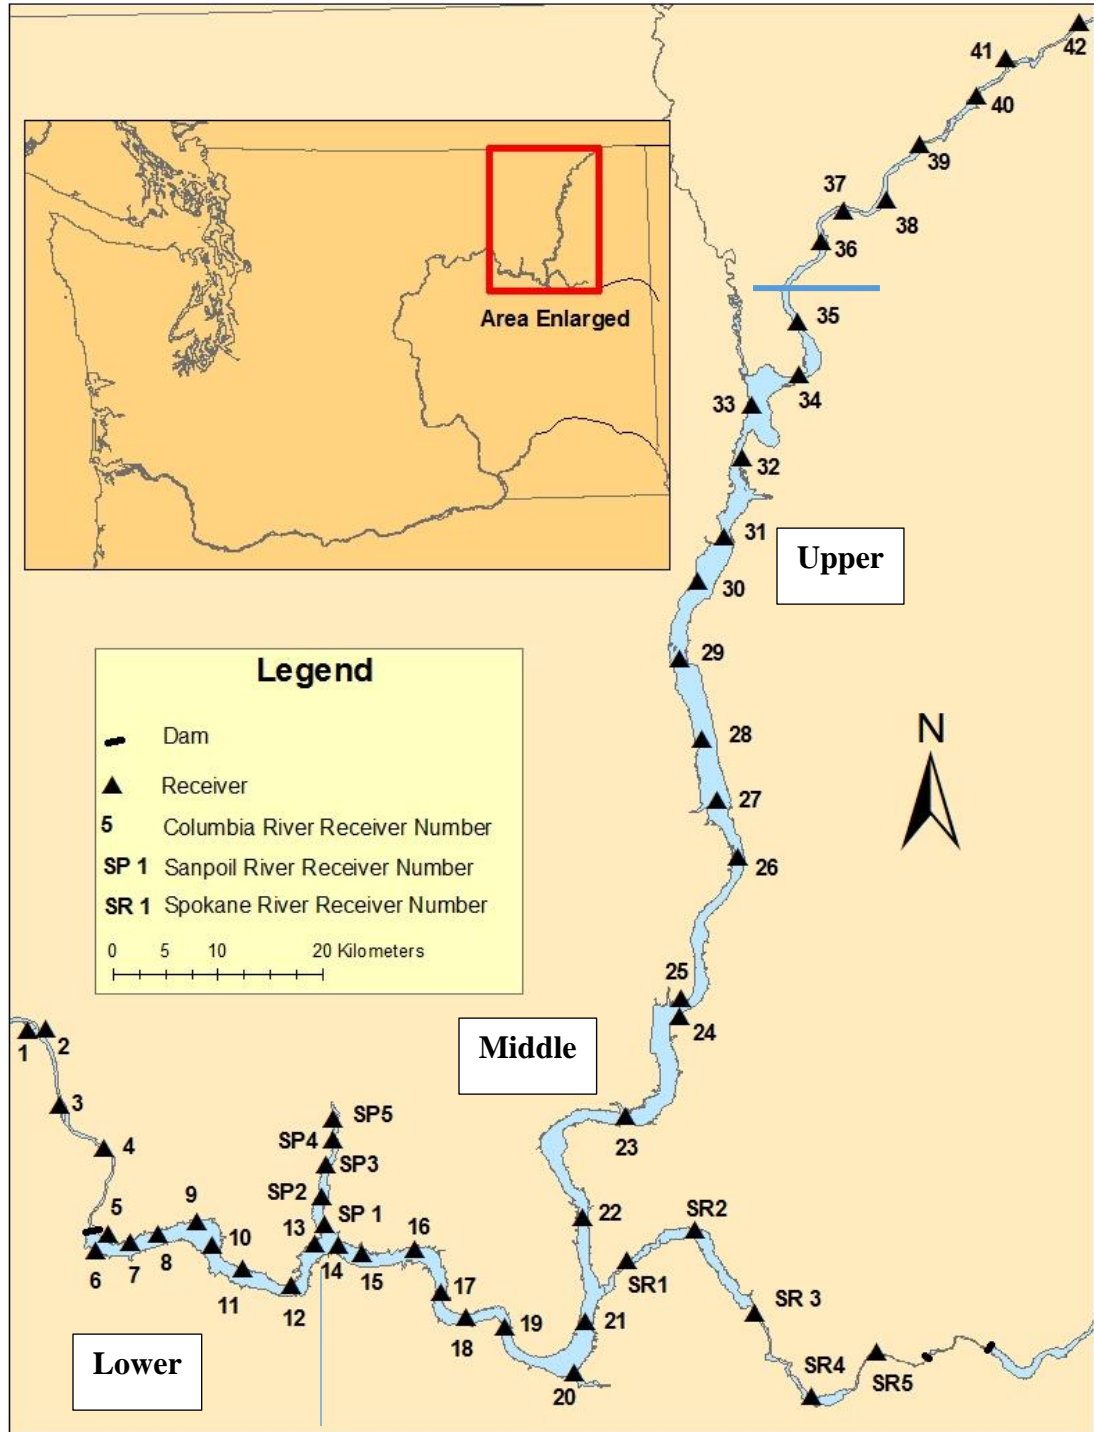 42
41
40
39
37
38
36
Area Enlarged
35
34
33
32
31
Upper
30
29
Legend
N
Dam
28
Receiver
27
5 Columbia River Receiver Number
26
SP 1 Sanpoil River Receiver Number
SR 1 Spokane River Receiver Number
0 5 10 20 Kilometers
25
24
Middle
1 2
3
SP5
23
4
SP4
SP3
SP2
9
5
SP 1
22
SR2
13
16
10
8
7
6
14
15
SR1
11
17
SR 3
12
21
18
19
Lower
20
SR4
SR5